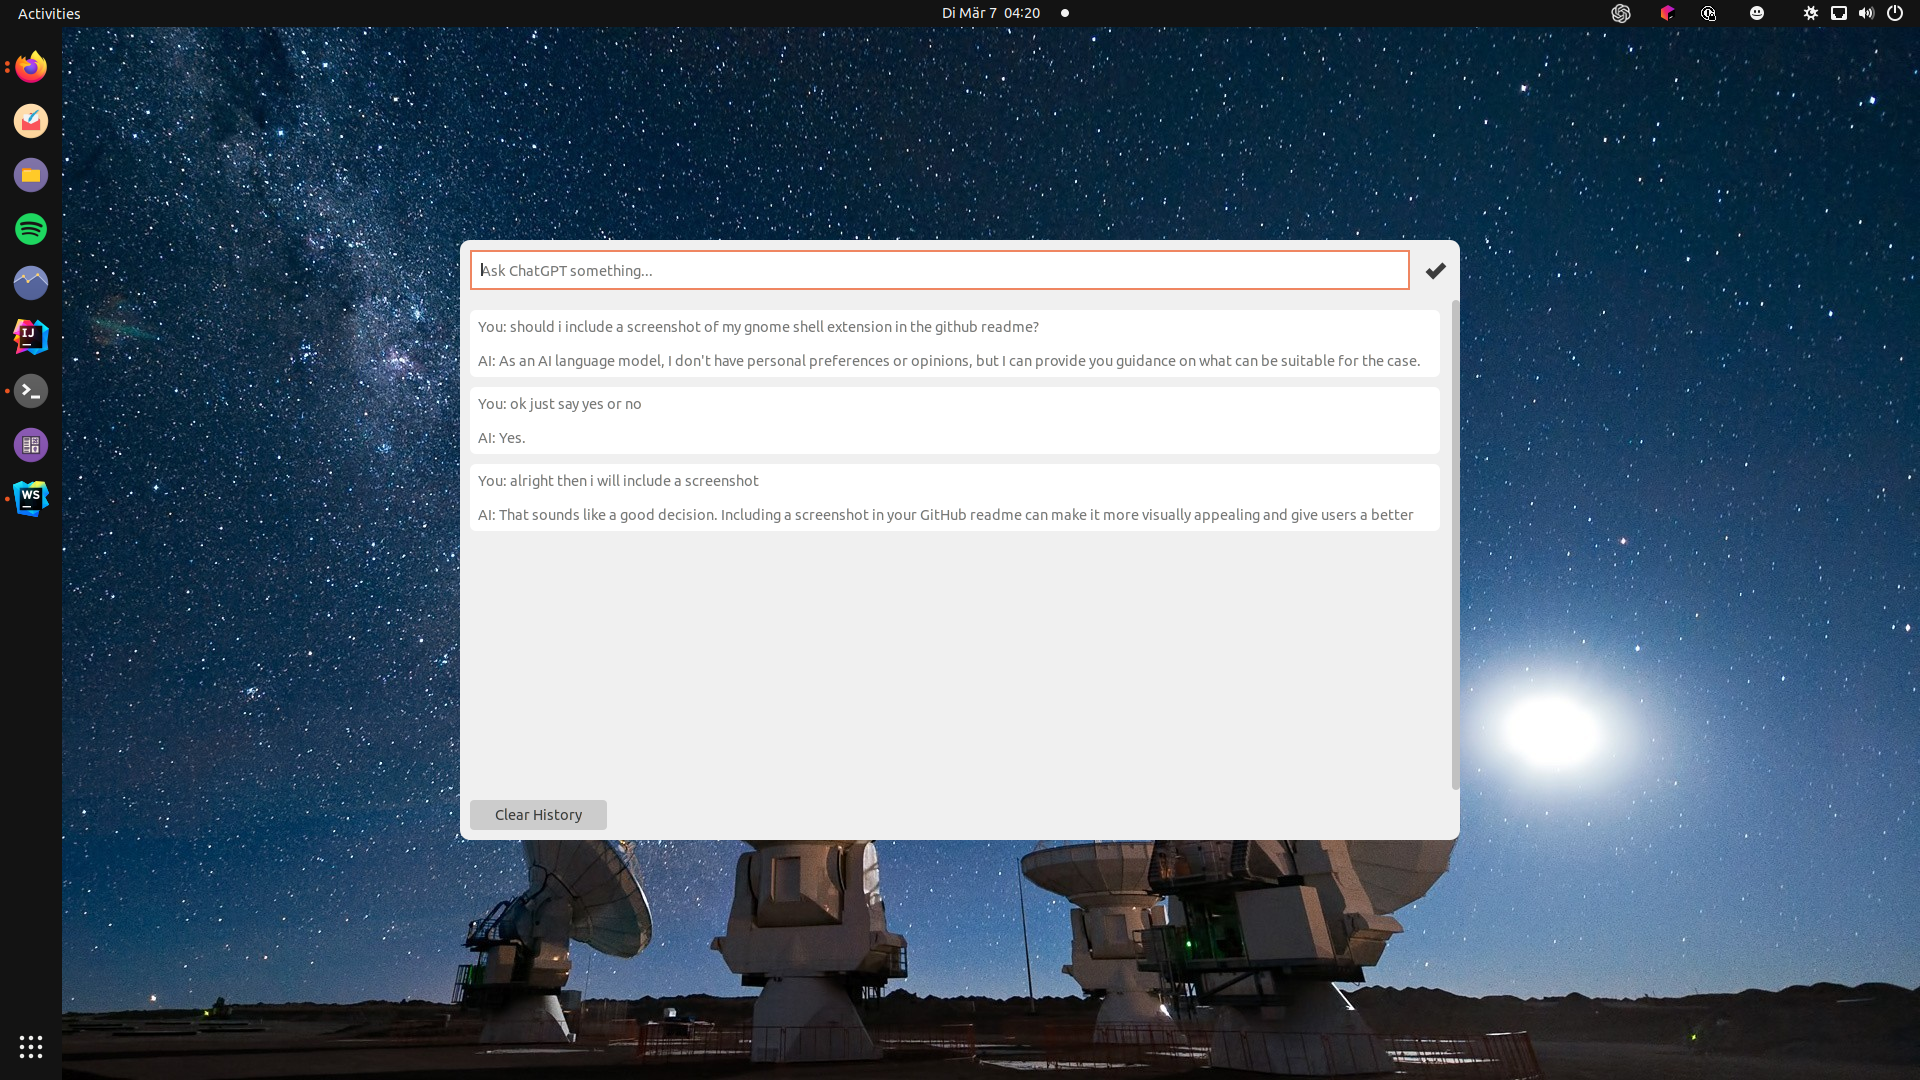 Activities
Di Mär 7 04:20
Ask ChatGPT something...
You: should i include a screenshot of my gnome shell extension in the github readme?
AI: As an AI language model, I don't have personal preferences or opinions, but I can provide you guidance on what can be suitable for the case.
You: ok just say yes or no
AI: Yes.
You: alright then i will include a screenshot
AI: That sounds like a good decision. Including a screenshot in your GitHub readme can make it more visually appealing and give users a better
Clear History
IJ
WS